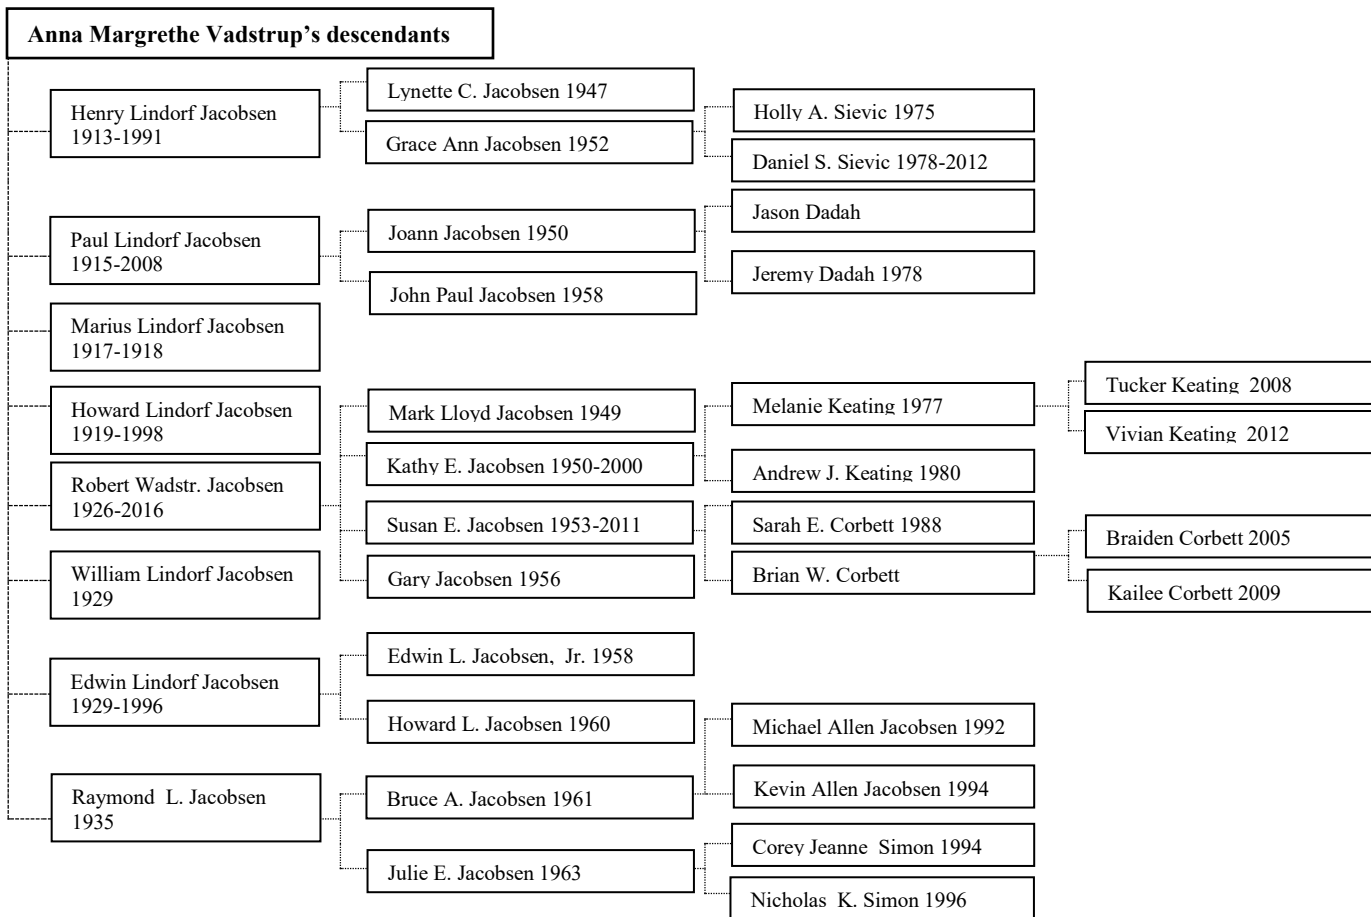 Anna Margrethe Vadstrup’s descendants
Henry Lindorf Jacobsen
1913-1991
Lynette C. Jacobsen 1947
Grace Ann Jacobsen 1952
Holly A. Sievic 1975
Daniel S. Sievic 1978-2012
Paul Lindorf Jacobsen
1915-2008
Joann Jacobsen 1950
John Paul Jacobsen 1958
Jason Dadah
Jeremy Dadah 1978
Marius Lindorf Jacobsen
1917-1918
Howard Lindorf Jacobsen
1919-1998
Robert Wadstr. Jacobsen
1926-2016
Mark Lloyd Jacobsen 1949
Kathy E. Jacobsen 1950-2000
Melanie Keating 1977
Tucker Keating  2008
Vivian Keating  2012
Andrew J. Keating 1980
Susan E. Jacobsen 1953-2011
Sarah E. Corbett 1988
Brian W. Corbett
Braiden Corbett 2005
Kailee Corbett 2009
Gary Jacobsen 1956
William Lindorf Jacobsen
1929
Edwin Lindorf Jacobsen
1929-1996
Edwin L. Jacobsen,  Jr. 1958
Howard L. Jacobsen 1960
Raymond  L. Jacobsen
1935
Bruce A. Jacobsen 1961
Michael Allen Jacobsen 1992
Kevin Allen Jacobsen 1994
Julie E. Jacobsen 1963
Corey Jeanne  Simon 1994
Nicholas  K. Simon 1996